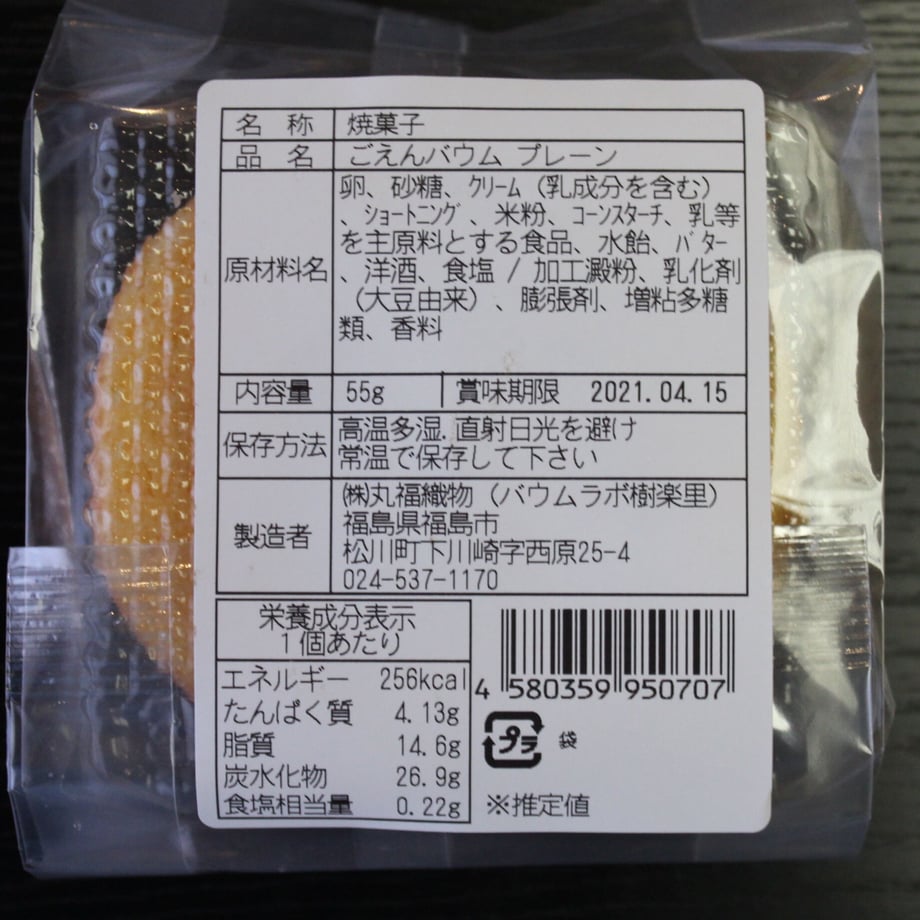 名称 焼菓子
品名 ごえんバウム プレーン
原材料名 卵、砂糖、ｸﾘｰﾑ（乳成分を含む）
、ｼｮｰﾄﾆﾝｸﾞ、米粉、ｺｰﾝｽﾀｰﾁ、乳等
を主原料とする食品、水飴、ﾊﾞﾀｰ
、洋酒、食塩 / 加工澱粉、乳化剤
（大豆由来）、膨張剤、増粘多糖
類、香料
内容量 55g 賞味期限 2021.04.15
保存方法 高温多湿.直射日光を避け
常温で保存して下さい
製造者 ㈱丸福織物（バウムラボ樹楽里）
福島県福島市
松川町下川崎字西原25-4
024-537-1170
栄養成分表示
1個あたり
エネルギー 256kcal
たんぱく質 4.13g
脂質 14.6g
炭水化物 26.9g
食塩相当量 0.22g
4 580359 950707
プラ 袋
※推定値